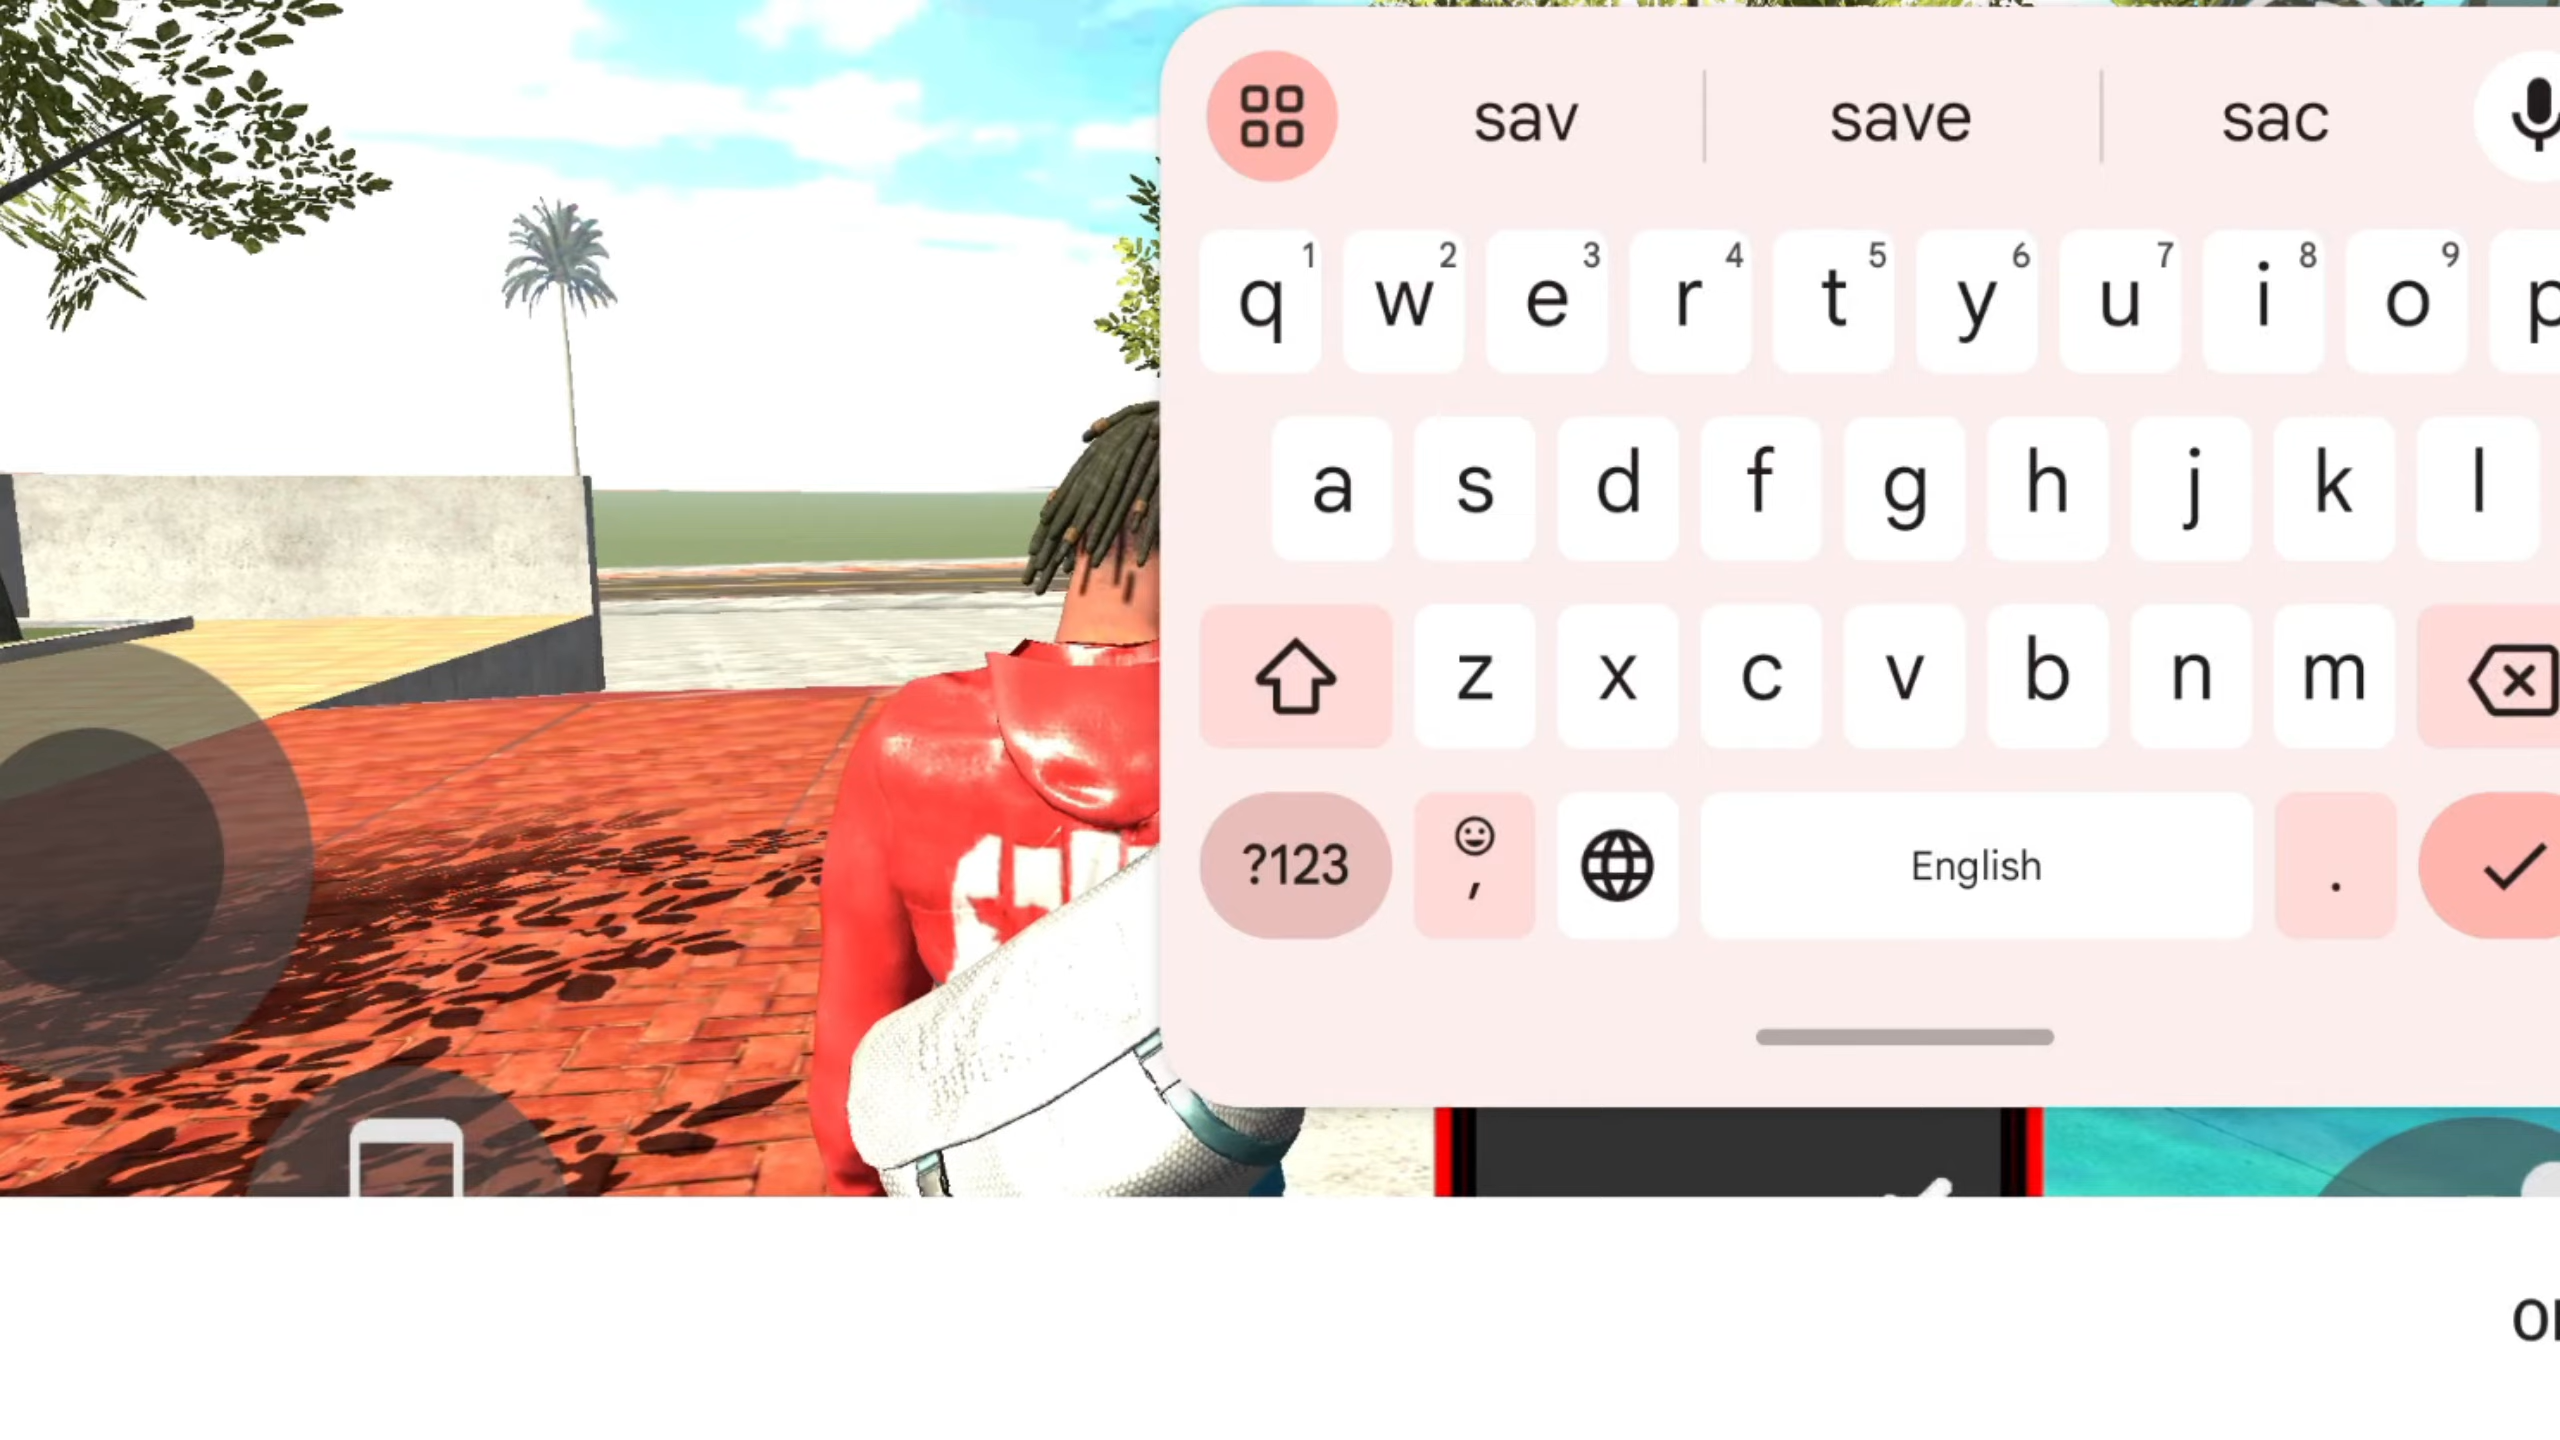 sav save sac
q 1 w 2 e 3 r 4 t 5 y 6 u 7 i 8 o 9 p
a s d f g h j k l
z x c v b n m
?123 , English .